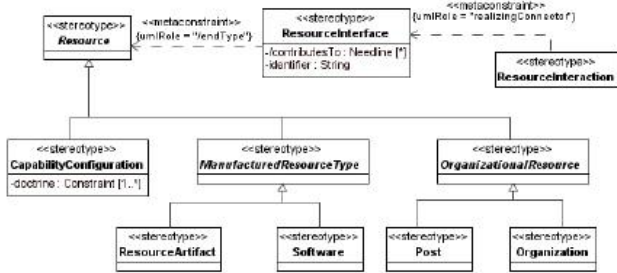 <<stereotype>>
Resource
<<metaconstraint>>
{umlRole = "/endType"}
<<stereotype>>
ResourceInterface
-/contributesTo : Needline [*]
-identifier : String
<<metaconstraint>>
{umlRole = "realizingConnector"}
<<stereotype>>
ResourceInteraction
<<stereotype>>
CapabilityConfiguration
-doctrine : Constraint [1..*]
<<stereotype>>
ManufacturedResourceType
<<stereotype>>
OrganizationalResource
<<stereotype>>
ResourceArtifact
<<stereotype>>
Software
<<stereotype>>
Post
<<stereotype>>
Organization